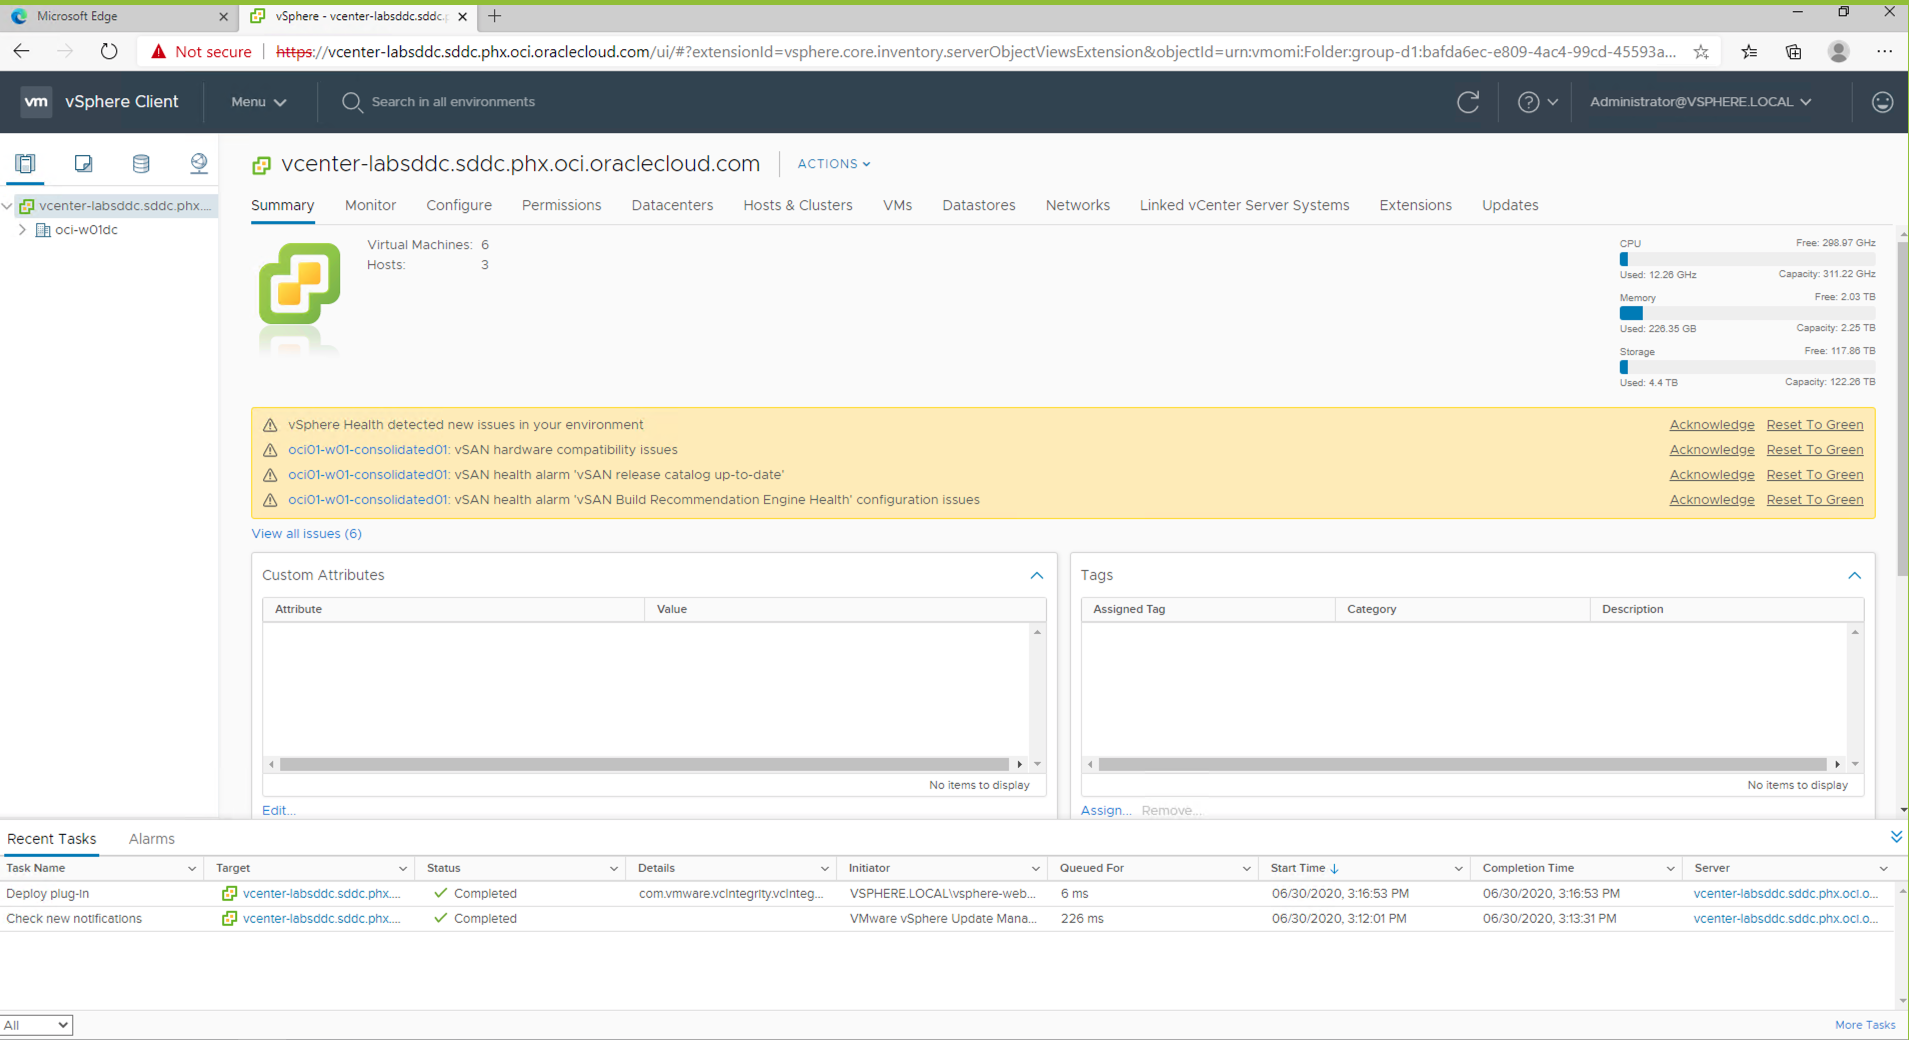 Microsoft Edge
vSphere - vcenter-labsddc.sddc.p
Not secure
https://vcenter-labsddc.sddc.phx.oci.oraclecloud.com/ui/#?extensionId=vsphere.core.inventory.serverObjectViewsExtension&objectId=urn:vmomi:Folder:group-d1:bafda6ec-e809-4ac4-99cd-45593a...
vm vSphere Client
Menu
Search in all environments
Administrator@VSPHERE.LOCAL
vcenter-labsddc.sddc.phx....
oci-w01dc
vcenter-labsddc.sddc.phx.oci.oraclecloud.com
ACTIONS
Summary Monitor Configure Permissions Datacenters Hosts & Clusters VMs Datastores Networks Linked vCenter Server Systems Extensions Updates
Virtual Machines: 6
Hosts: 3
CPU Free: 298.97 GHz
Used: 12.26 GHz Capacity: 311.22 GHz
Memory Free: 2.03 TB
Used: 226.35 GB Capacity: 2.25 TB
Storage Free: 117.86 TB
Used: 4.4 TB Capacity: 122.26 TB
vSphere Health detected new issues in your environment Acknowledge Reset To Green
oci01-w01-consolidated01: vSAN hardware compatibility issues Acknowledge Reset To Green
oci01-w01-consolidated01: vSAN health alarm 'vSAN release catalog up-to-date' Acknowledge Reset To Green
oci01-w01-consolidated01: vSAN health alarm 'vSAN Build Recommendation Engine Health' configuration issues Acknowledge Reset To Green
View all issues (6)
Custom Attributes
Attribute Value
No items to display
Edit...
Tags
Assigned Tag Category Description
No items to display
Assign... Remove...
Recent Tasks Alarms
Task Name Target Status Details Initiator Queued For Start Time Completion Time Server
Deploy plug-in vcenter-labsddc.sddc.phx.... Completed com.vmware.vcIntegrity.vcInteg... VSPHERE.LOCAL\vsphere-web... 6 ms 06/30/2020, 3:16:53 PM 06/30/2020, 3:16:53 PM vcenter-labsddc.sddc.phx.oci.o...
Check new notifications vcenter-labsddc.sddc.phx.... Completed VMware vSphere Update Mana... 226 ms 06/30/2020, 3:12:01 PM 06/30/2020, 3:13:31 PM vcenter-labsddc.sddc.phx.oci.o...
All
More Tasks